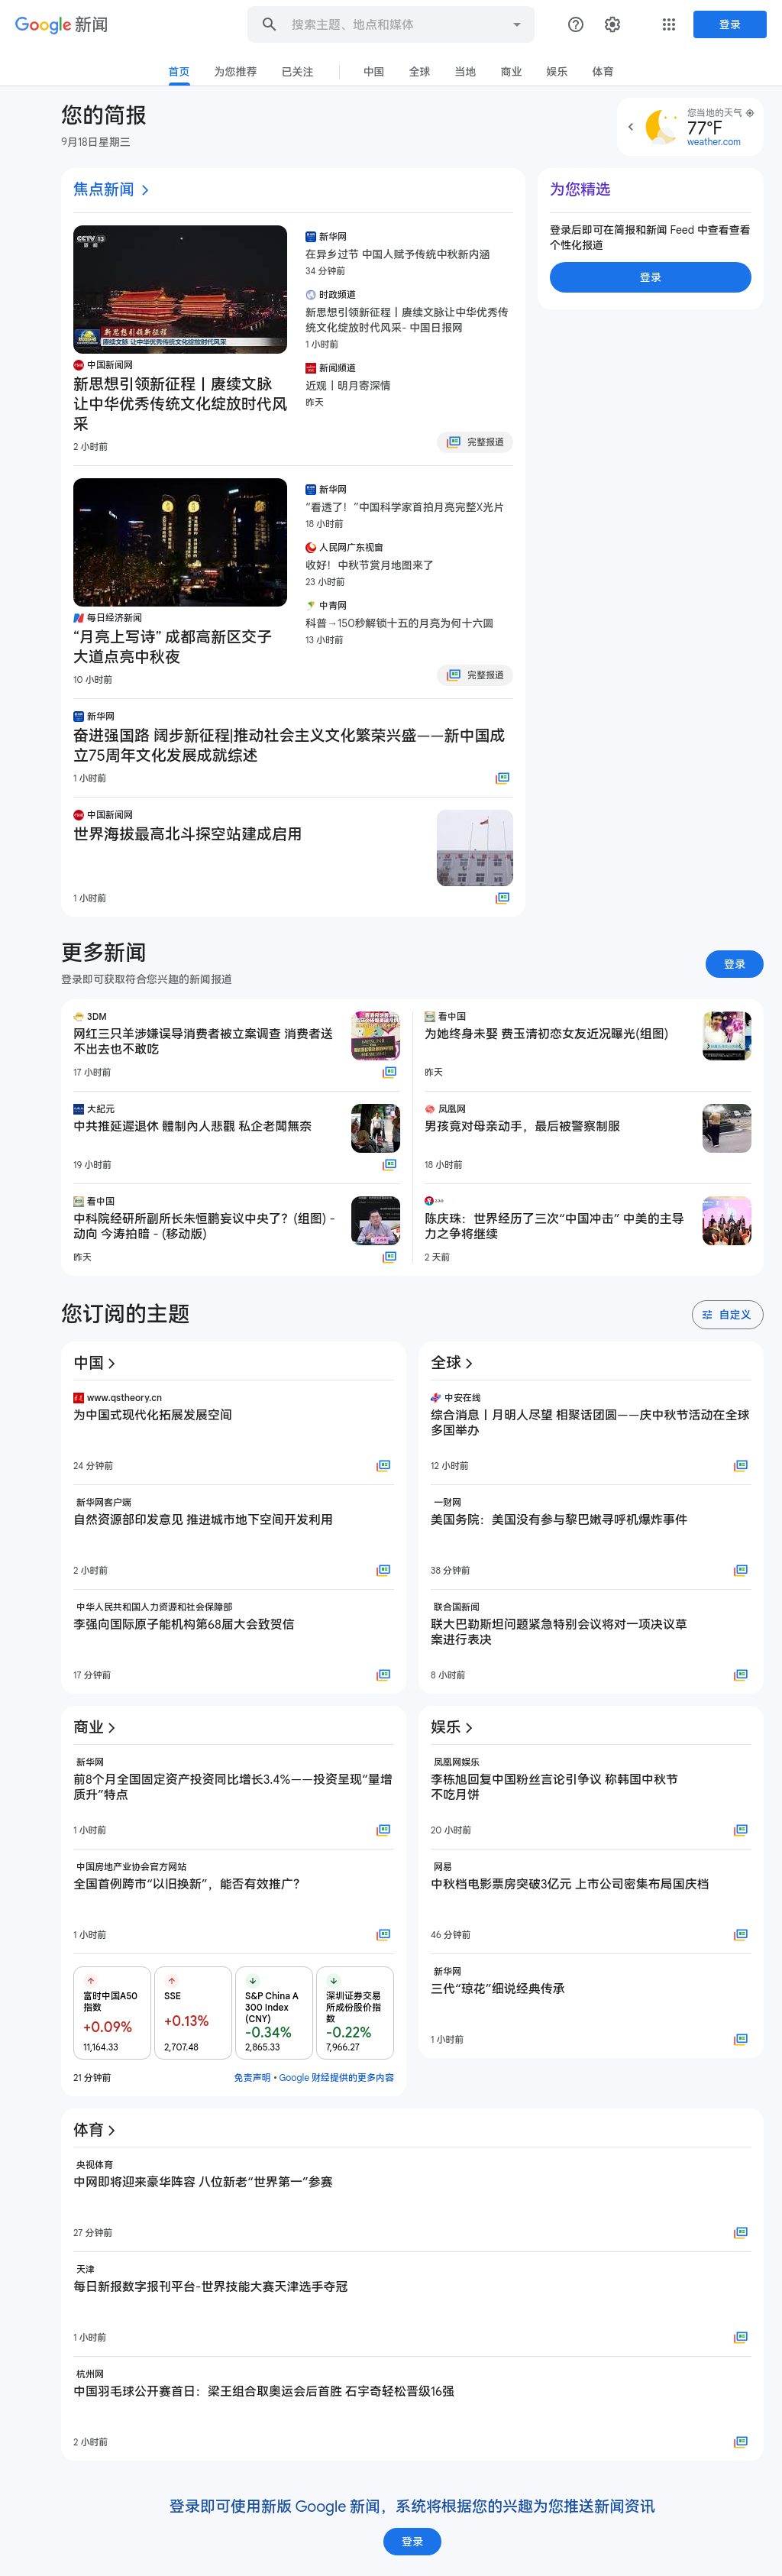 Google 新闻
搜索主题、地点和媒体
登录
首页
为您推荐
已关注
中国
全球
当地
商业
娱乐
体育
您的简报
9月18日星期三
您当地的天气
77°F
weather.com
焦点新闻
CCTV 13
新思想引领新征程
赓续文脉 让中华优秀传统文化绽放时代风采
中国新闻网
新思想引领新征程丨赓续文脉
让中华优秀传统文化绽放时代风
采
2 小时前
新华网
在异乡过节 中国人赋予传统中秋新内涵
34 分钟前
时政频道
新思想引领新征程丨赓续文脉让中华优秀传
统文化绽放时代风采- 中国日报网
1 小时前
新闻频道
近观丨明月寄深情
昨天
完整报道
每日经济新闻
“月亮上写诗” 成都高新区交子
大道点亮中秋夜
10 小时前
新华网
“看透了！”中国科学家首拍月亮完整X光片
18 小时前
人民网广东视窗
收好！中秋节赏月地图来了
23 小时前
中青网
科普→150秒解锁十五的月亮为何十六圆
13 小时前
完整报道
新华网
奋进强国路 阔步新征程|推动社会主义文化繁荣兴盛——新中国成
立75周年文化发展成就综述
1 小时前
中国新闻网
世界海拔最高北斗探空站建成启用
1 小时前
为您精选
登录后即可在简报和新闻 Feed 中查看查看
个性化报道
登录
更多新闻
登录即可获取符合您兴趣的新闻报道
登录
3DM
网红三只羊涉嫌误导消费者被立案调查 消费者送
不出去也不敢吃
17 小时前
看中国
为她终身未娶 费玉清初恋女友近况曝光(组图)
昨天
大紀元
中共推延遲退休 體制內人悲觀 私企老闆無奈
19 小时前
凤凰网
男孩竟对母亲动手，最后被警察制服
18 小时前
看中国
中科院经研所副所长朱恒鹏妄议中央了？(组图) -
动向 今涛拍暗 - (移动版)
昨天
陈庆珠：世界经历了三次“中国冲击” 中美的主导
力之争将继续
2 天前
您订阅的主题
自定义
中国
www.qstheory.cn
为中国式现代化拓展发展空间
24 分钟前
新华网客户端
自然资源部印发意见 推进城市地下空间开发利用
2 小时前
中华人民共和国人力资源和社会保障部
李强向国际原子能机构第68届大会致贺信
17 分钟前
全球
中安在线
综合消息丨月明人尽望 相聚话团圆——庆中秋节活动在全球
多国举办
12 小时前
一财网
美国务院：美国没有参与黎巴嫩寻呼机爆炸事件
38 分钟前
联合国新闻
联大巴勒斯坦问题紧急特别会议将对一项决议草
案进行表决
8 小时前
商业
新华网
前8个月全国固定资产投资同比增长3.4%——投资呈现“量增
质升”特点
1 小时前
中国房地产业协会官方网站
全国首例跨市“以旧换新”，能否有效推广？
1 小时前
富时中国A50
指数
+0.09%
11,164.33
SSE
+0.13%
2,707.48
S&P China A
300 Index
(CNY)
-0.34%
2,865.33
深圳证券交易
所成份股价指
数
-0.22%
7,966.27
21 分钟前
免责声明 • Google 财经提供的更多内容
娱乐
凤凰网娱乐
李栋旭回复中国粉丝言论引争议 称韩国中秋节
不吃月饼
20 小时前
网易
中秋档电影票房突破3亿元 上市公司密集布局国庆档
46 分钟前
新华网
三代“琼花”细说经典传承
1 小时前
体育
央视体育
中网即将迎来豪华阵容 八位新老“世界第一”参赛
27 分钟前
天津
每日新报数字报刊平台-世界技能大赛天津选手夺冠
1 小时前
杭州网
中国羽毛球公开赛首日：梁王组合取奥运会后首胜 石宇奇轻松晋级16强
2 小时前
登录即可使用新版 Google 新闻，系统将根据您的兴趣为您推送新闻资讯
登录